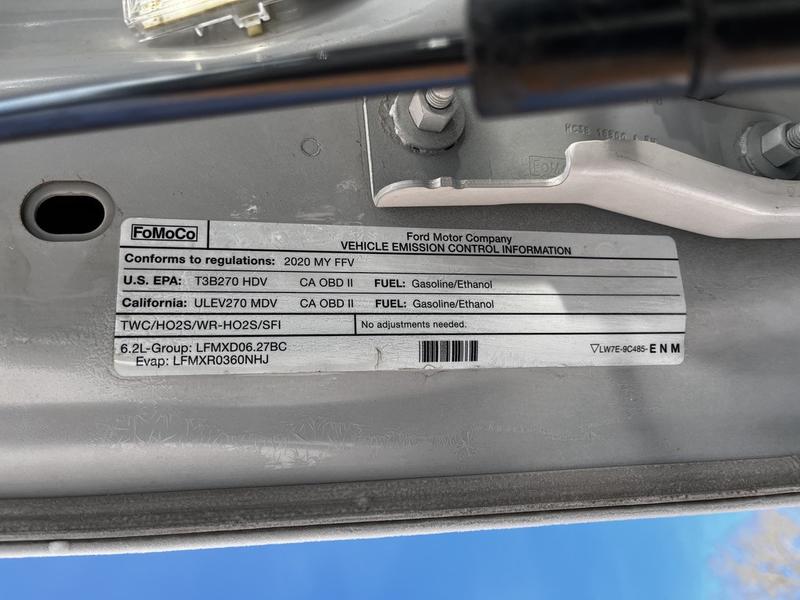 FoMoCo
Ford Motor Company
VEHICLE EMISSION CONTROL INFORMATION
Conforms to regulations: 2020 MY FFV
U.S. EPA: T3B270 HDV CA OBD II FUEL: Gasoline/Ethanol
California: ULEV270 MDV CA OBD II FUEL: Gasoline/Ethanol
TWC/HO2S/WR-HO2S/SFI No adjustments needed.
6.2L-Group: LFMXD06.27BC
Evap: LFMXR0360NHJ
▽LW7E-9C485-ENM